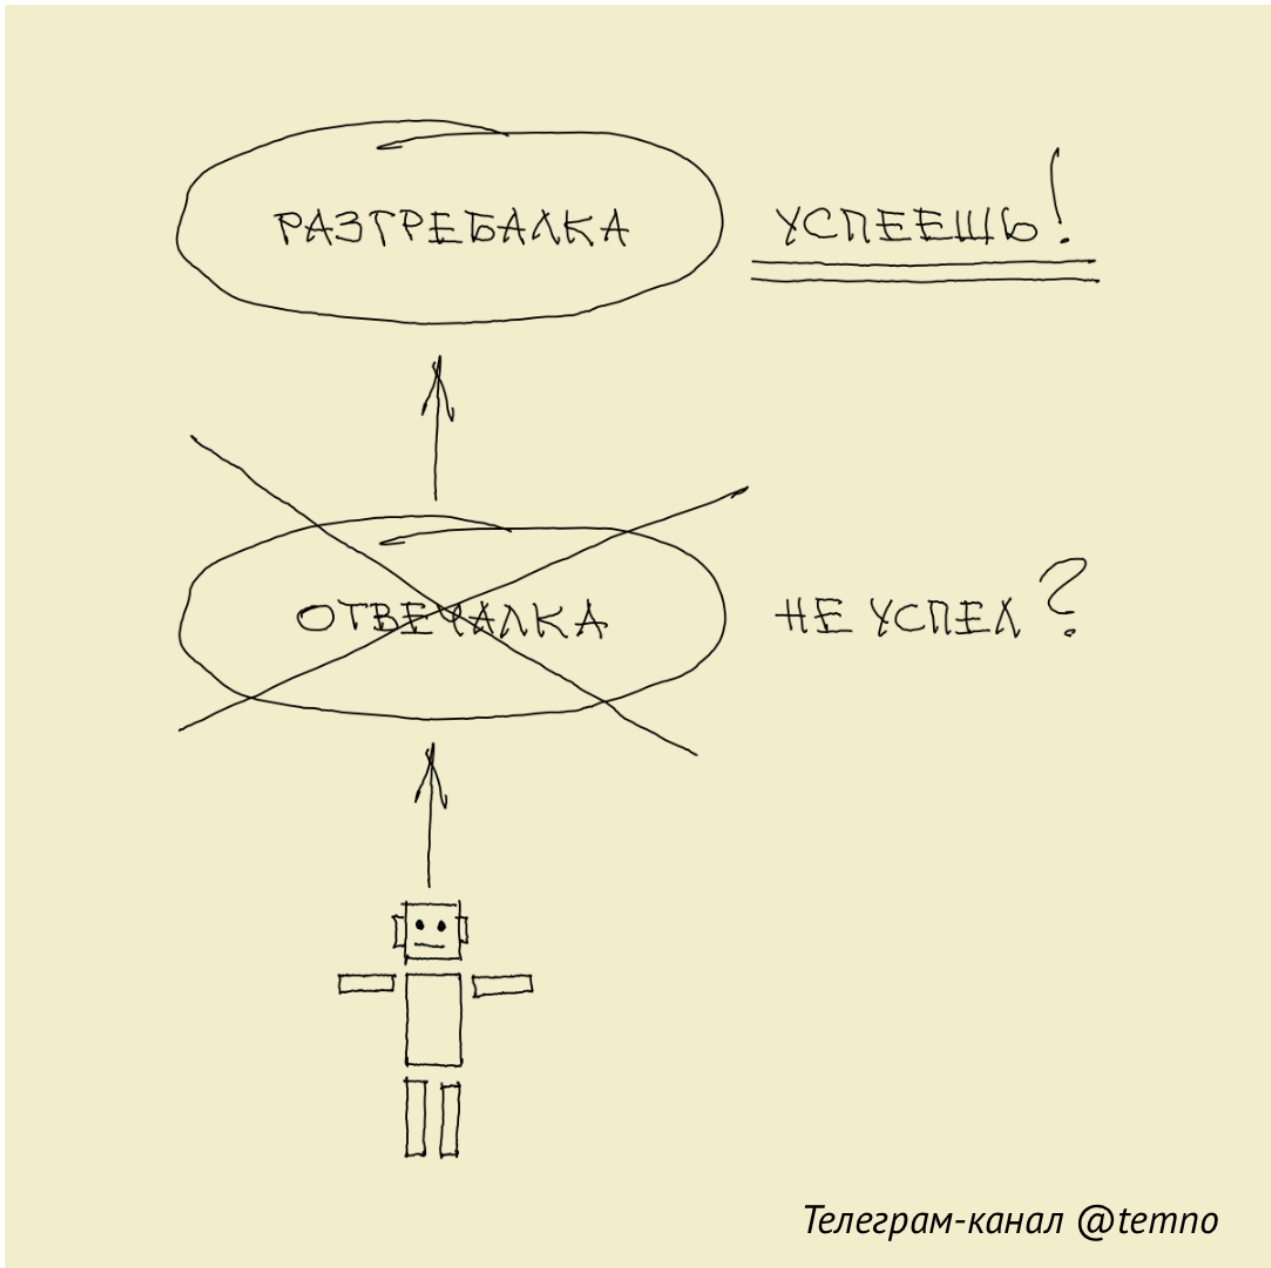 РАЗГРЕБАЛКА
УСПЕЕШЬ!
ОТВЕЧАЛКА
НЕ УСПЕЛ?
Телеграм-канал @temno